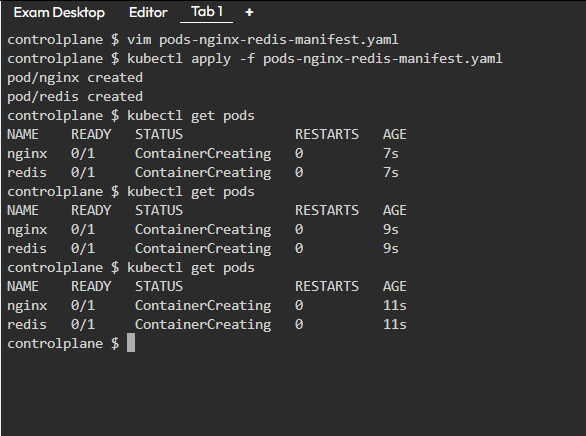 Exam Desktop Editor Tab 1 +
controlplane $ vim pods-nginx-redis-manifest.yaml
controlplane $ kubectl apply -f pods-nginx-redis-manifest.yaml
pod/nginx created
pod/redis created
controlplane $ kubectl get pods
NAME    READY   STATUS              RESTARTS   AGE
nginx   0/1     ContainerCreating   0          7s
redis   0/1     ContainerCreating   0          7s
controlplane $ kubectl get pods
NAME    READY   STATUS              RESTARTS   AGE
nginx   0/1     ContainerCreating   0          9s
redis   0/1     ContainerCreating   0          9s
controlplane $ kubectl get pods
NAME    READY   STATUS              RESTARTS   AGE
nginx   0/1     ContainerCreating   0          11s
redis   0/1     ContainerCreating   0          11s
controlplane $